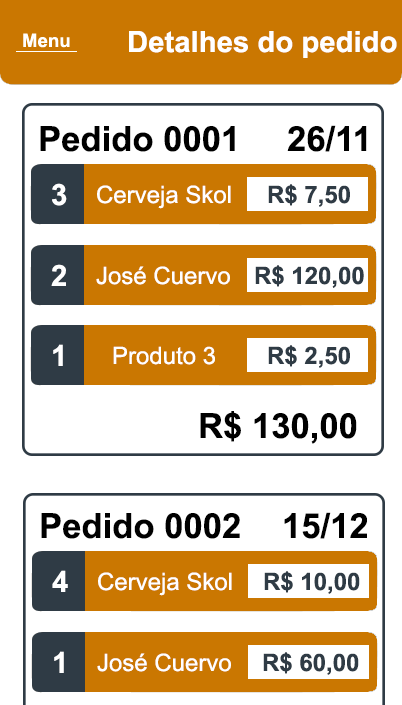 Menu Detalhes do pedido
Pedido 0001 26/11
3 Cerveja Skol R$ 7,50
2 José Cuervo R$ 120,00
1 Produto 3 R$ 2,50
R$ 130,00
Pedido 0002 15/12
4 Cerveja Skol R$ 10,00
1 José Cuervo R$ 60,00